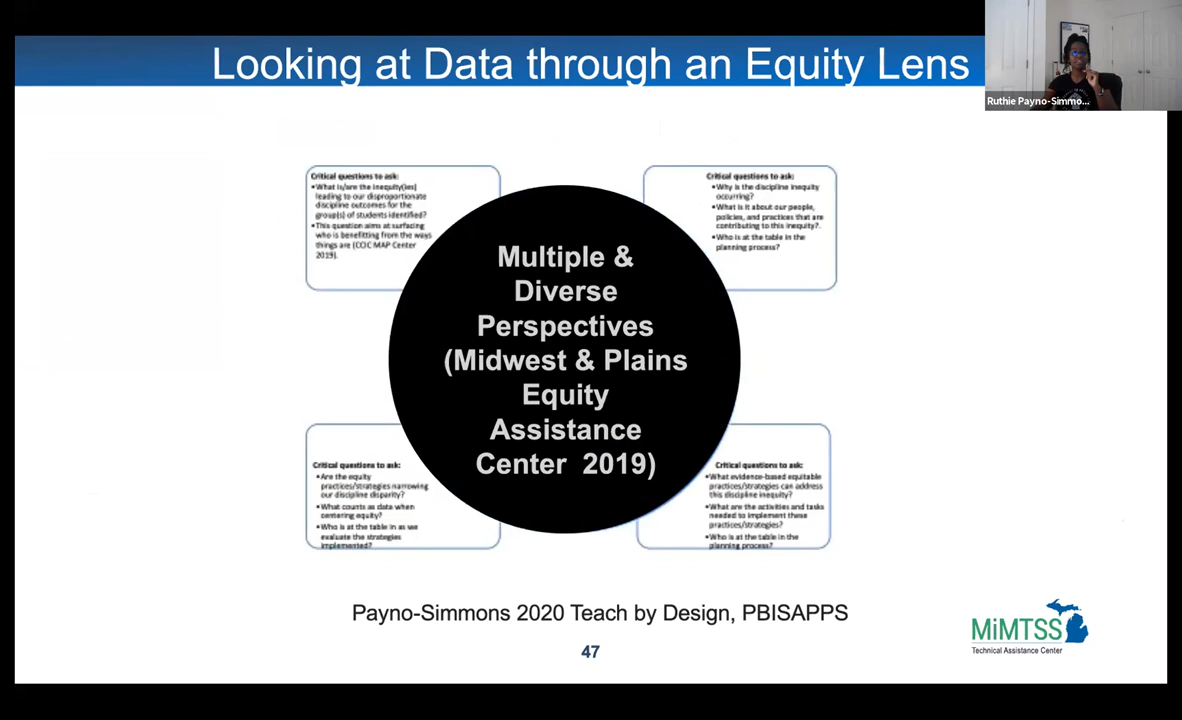 Looking at Data through an Equity Lens
Ruthie Payno-Simmo...
Critical questions to ask:
•What is/are the inequity(ies)
leading to our disproportionate
discipline outcomes for the
group(s) of students identified?
•This question aims at surfacing
who is benefitting from the ways
things are (COC MAP Center
2019).
Critical questions to ask:
•Why is the discipline inequity
occurring?
•What is it about our people,
policies, and practices that are
contributing to this inequity?.
•Who is at the table in the
planning process?
Multiple &
Diverse
Perspectives
(Midwest & Plains
Equity
Assistance
Center 2019)
Critical questions to ask:
•Are the equity
practices/strategies narrowing
our discipline disparity?
•What counts as data when
centering equity?
•Who is at the table in as we
evaluate the strategies
implemented?
Critical questions to ask:
•What evidence-based equitable
practices/strategies can address
this discipline inequity?
•What are the activities and tasks
needed to implement these
practices/strategies?
•Who is at the table in the
planning process?
Payno-Simmons 2020 Teach by Design, PBISAPPS
47
MiMTSS
Technical Assistance Center